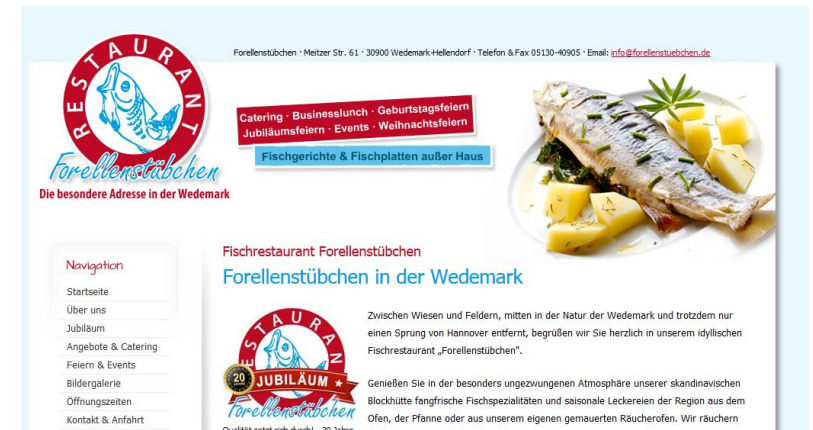 Forellenstübchen · Meitzer Str. 61 · 30900 Wedemark-Hellendorf · Telefon & Fax 05130-40905 · Email: info@forellenstuebchen.de
RESTAURANT
Forellenstübchen
Die besondere Adresse in der Wedemark
Catering · Businesslunch · Geburtstagsfeiern
Jubiläumsfeiern · Events · Weihnachtsfeiern
Fischgerichte & Fischplatten außer Haus
Navigation
Startseite
Über uns
Jubiläum
Angebote & Catering
Feiern & Events
Bildergalerie
Öffnungszeiten
Kontakt & Anfahrt
Fischrestaurant Forellenstübchen
Forellenstübchen in der Wedemark
RESTAURAN
20
JUBILÄUM
Forellenstübchen
Zwischen Wiesen und Feldern, mitten in der Natur der Wedemark und trotzdem nur
einen Sprung von Hannover entfernt, begrüßen wir Sie herzlich in unserem idyllischen
Fischrestaurant „Forellenstübchen".
Genießen Sie in der besonders ungezwungenen Atmosphäre unserer skandinavischen
Blockhütte fangfrische Fischspezialitäten und saisonale Leckereien der Region aus dem
Ofen, der Pfanne oder aus unserem eigenen gemauerten Räucherofen. Wir räuchern